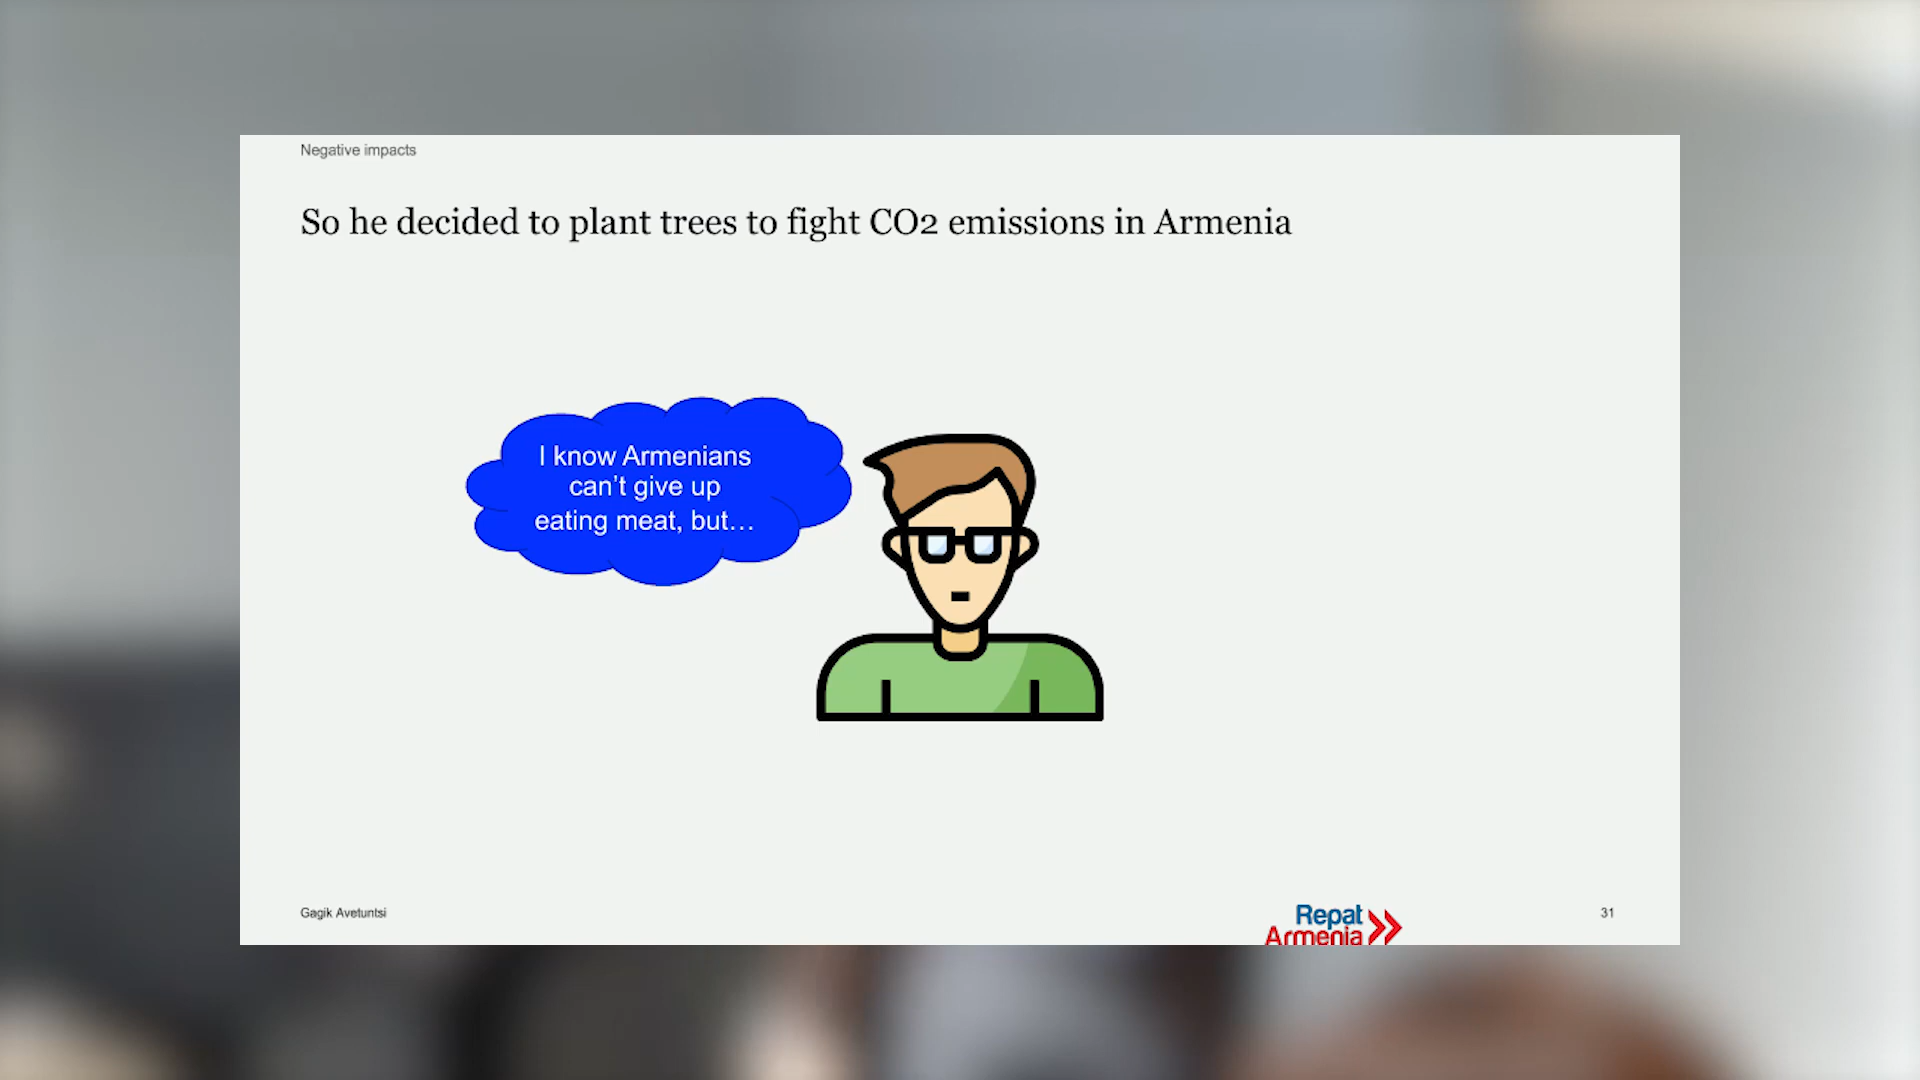 Negative impacts
So he decided to plant trees to fight CO2 emissions in Armenia
I know Armenians
can’t give up
eating meat, but…
Gagik Avetuntsi
Repat
Armenia
31